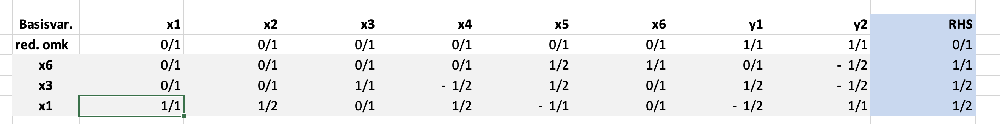 Basisvar. x1 x2 x3 x4 x5 x6 y1 y2 RHS
red. omk 0/1 0/1 0/1 0/1 0/1 0/1 1/1 1/1 0/1
x6 0/1 0/1 0/1 0/1 1/2 1/1 0/1 - 1/2 1/1
x3 0/1 0/1 1/1 - 1/2 1/2 0/1 1/2 - 1/2 1/2
x1 1/1 1/2 0/1 1/2 - 1/1 0/1 - 1/2 1/1 1/2